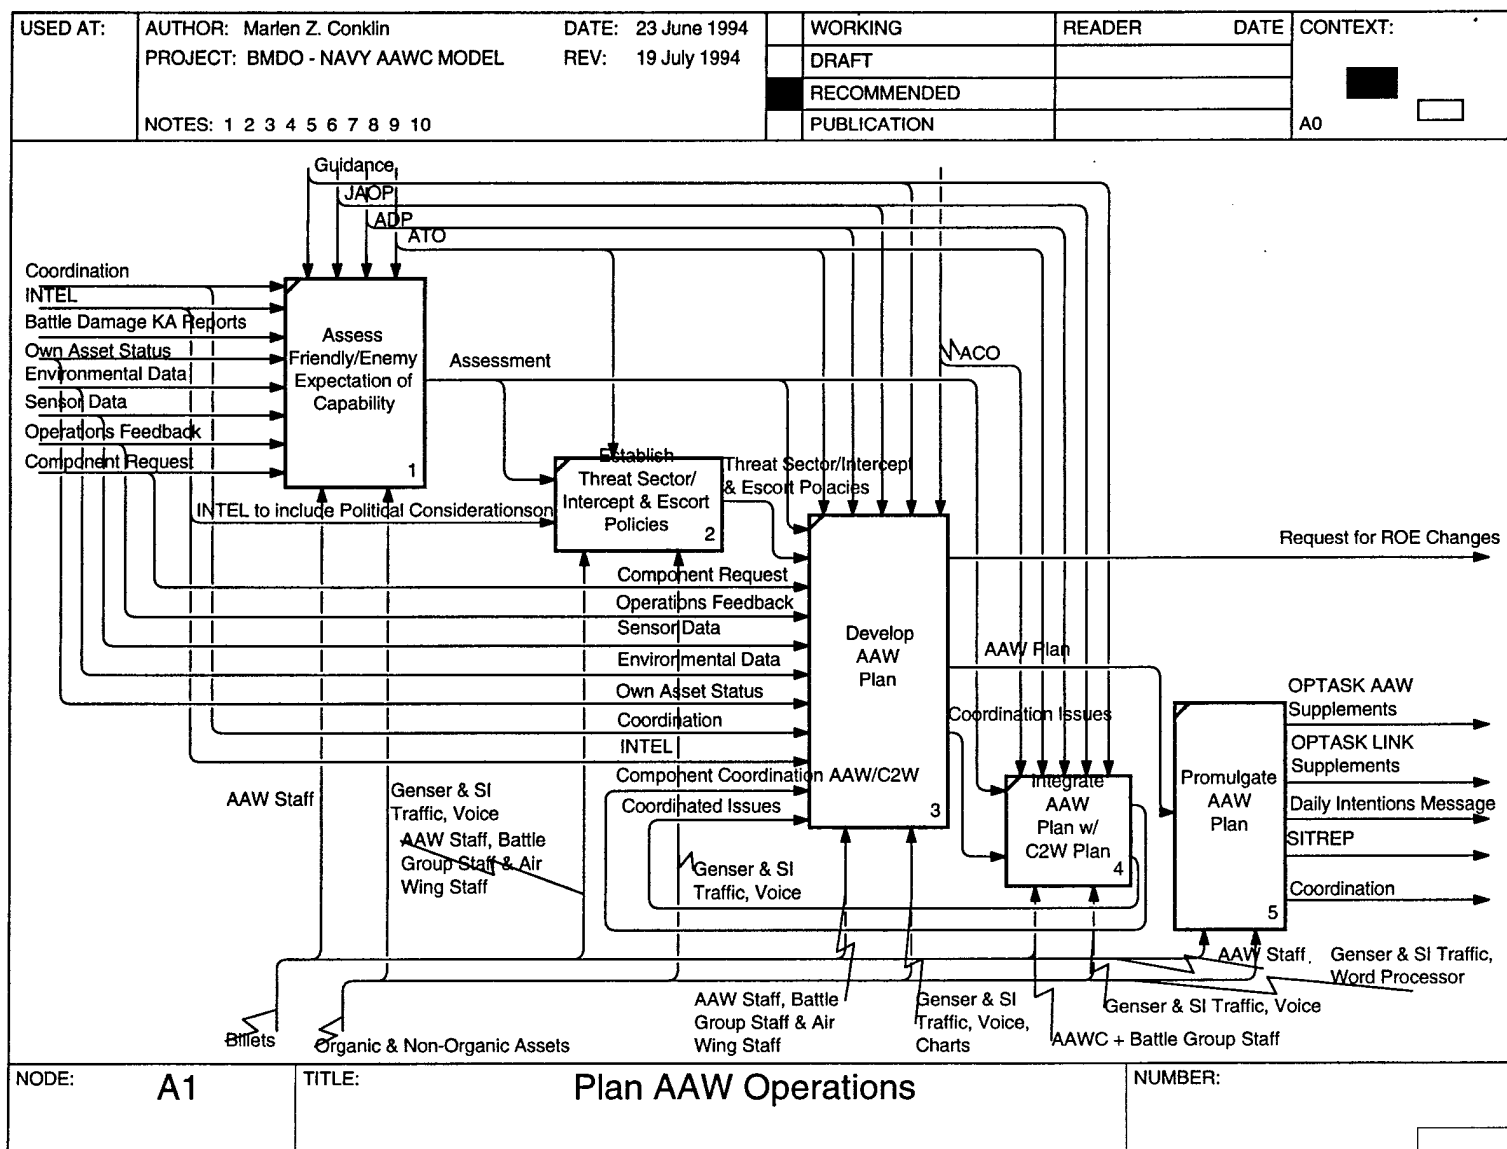 USED AT:
AUTHOR: Marlen Z. Conklin
DATE: 23 June 1994
PROJECT: BMDO - NAVY AAWC MODEL
REV: 19 July 1994
NOTES: 1 2 3 4 5 6 7 8 9 10
WORKING
DRAFT
RECOMMENDED
PUBLICATION
READER DATE
CONTEXT:
A0
Guidance
JAOP
ADP
ATO
Coordination
INTEL
Battle Damage KA Reports
Own Asset Status
Environmental Data
Sensor Data
Operations Feedback
Component Request
Assess
Friendly/Enemy
Expectation of
Capability
1
Assessment
ACO
INTEL to include Political Considerationson
Establish
Threat Sector/
Intercept & Escort
Policies
2
Threat Sector/Intercept
& Escort Polacies
Request for ROE Changes
Component Request
Operations Feedback
Sensor Data
Environmental Data
Own Asset Status
Coordination
INTEL
Component Coordination AAW/C2W
Coordinated Issues
Develop
AAW
Plan
3
AAW Plan
Coordination Issues
Integrate
AAW
Plan w/
C2W Plan
4
Promulgate
AAW
Plan
5
OPTASK AAW
Supplements
OPTASK LINK
Supplements
Daily Intentions Message
SITREP
Coordination
AAW Staff
Genser & SI
Traffic, Voice
AAW Staff, Battle
Group Staff & Air
Wing Staff
Genser & SI
Traffic, Voice
AAW Staff
Genser & SI Traffic,
Word Processor
AAW Staff, Battle
Group Staff & Air
Wing Staff
Genser & SI
Traffic, Voice,
Charts
Genser & SI Traffic, Voice
AAWC + Battle Group Staff
Billets
Organic & Non-Organic Assets
NODE: A1
TITLE: Plan AAW Operations
NUMBER: